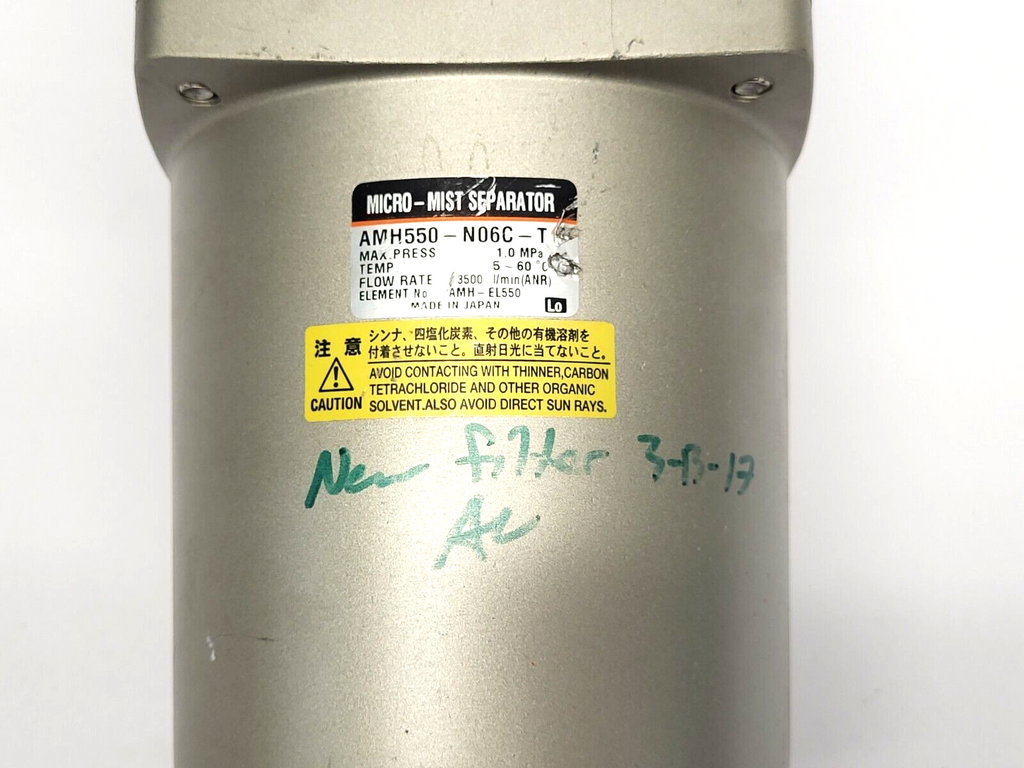 MICRO-MIST SEPARATOR
AMH550-N06C-T
MAX.PRESS 1.0 MPa
TEMP 5~60 °C
FLOW RATE 3500 l/min(ANR)
ELEMENT No AMH-EL550
MADE IN JAPAN Lo
注意 シンナ、四塩化炭素、その他の有機溶剤を
付着させないこと。直射日光に当てないこと。
AVOID CONTACTING WITH THINNER,CARBON
TETRACHLORIDE AND OTHER ORGANIC
CAUTION SOLVENT.ALSO AVOID DIRECT SUN RAYS.
New filter